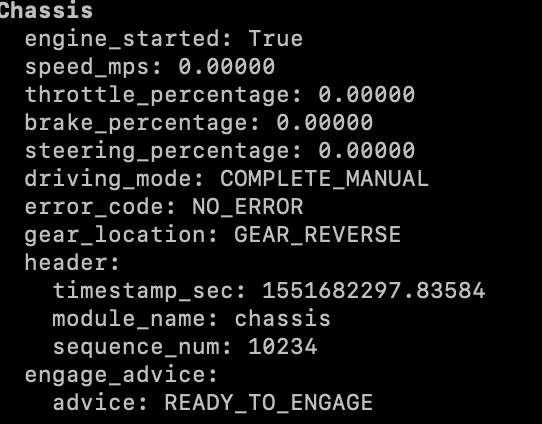 Chassis
engine_started: True
speed_mps: 0.00000
throttle_percentage: 0.00000
brake_percentage: 0.00000
steering_percentage: 0.00000
driving_mode: COMPLETE_MANUAL
error_code: NO_ERROR
gear_location: GEAR_REVERSE
header:
timestamp_sec: 1551682297.83584
module_name: chassis
sequence_num: 10234
engage_advice:
advice: READY_TO_ENGAGE